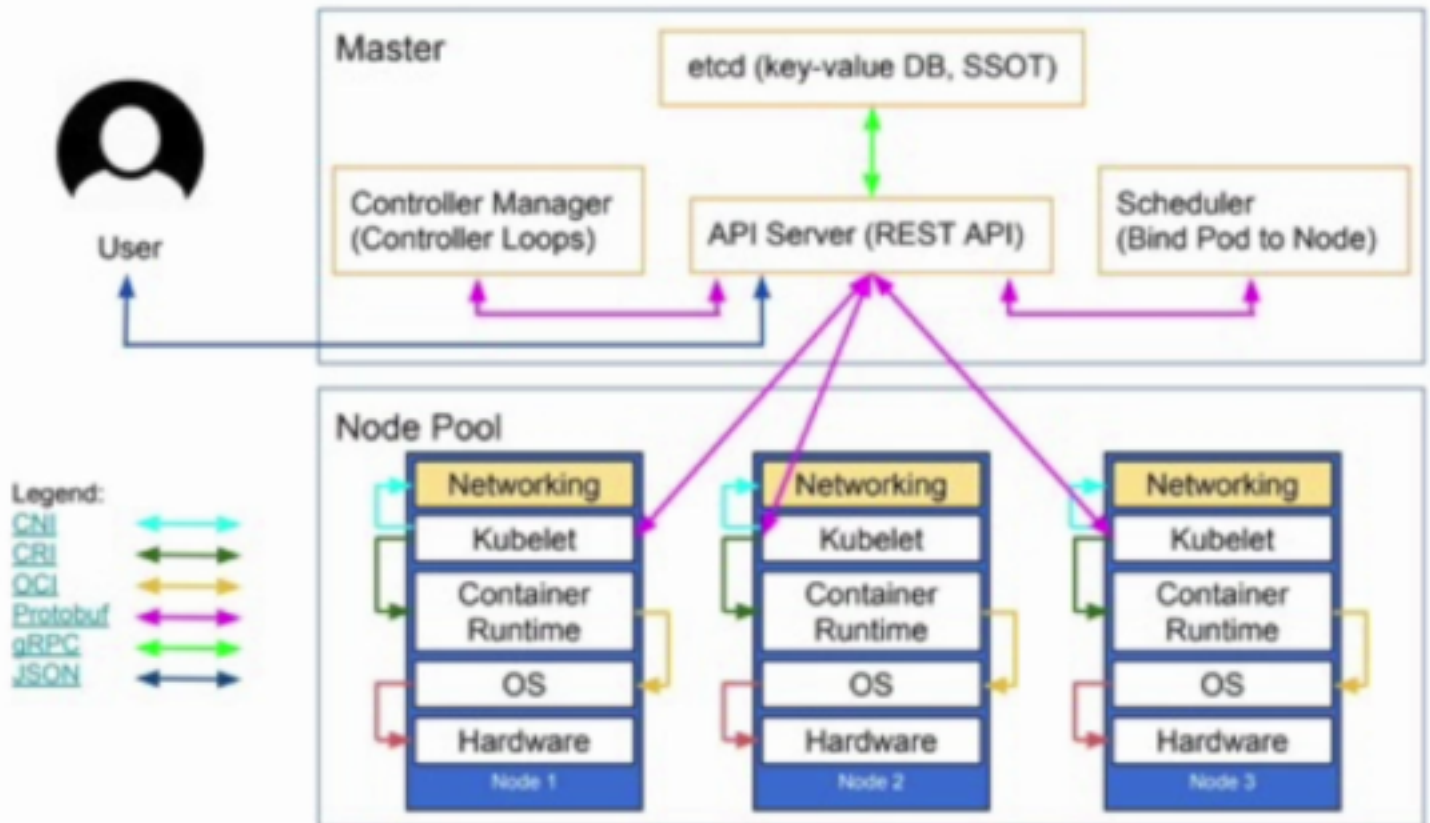 Master
etcd (key-value DB, SSOT)
Controller Manager
(Controller Loops)
API Server (REST API)
Scheduler
(Bind Pod to Node)
User
Node Pool
Legend:
CNI
CRI
OCI
Protobuf
gRPC
JSON
Networking
Kubelet
Container
Runtime
OS
Hardware
Node 1
Networking
Kubelet
Container
Runtime
OS
Hardware
Node 2
Networking
Kubelet
Container
Runtime
OS
Hardware
Node 3